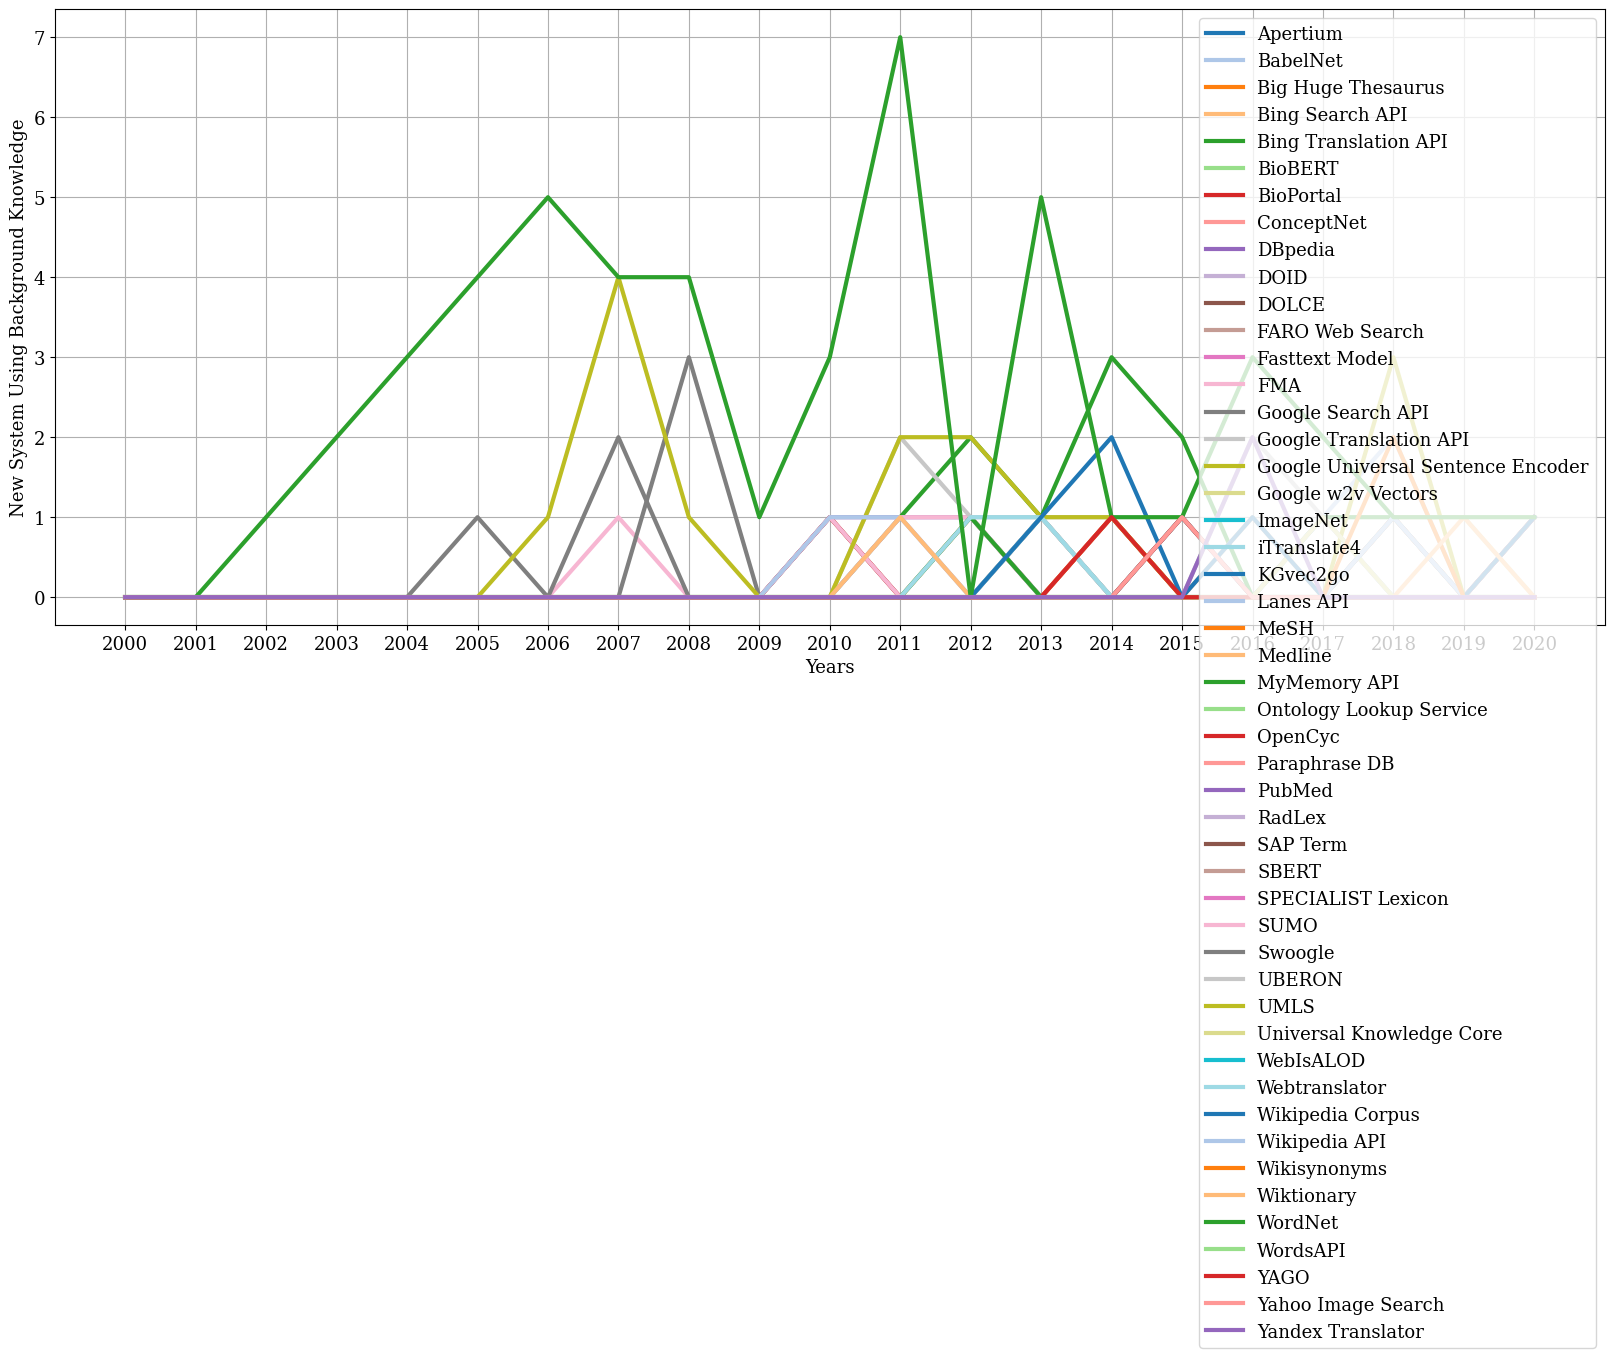 New System Using Background Knowledge
7
6
5
4
3
2
1
0
2000 2001 2002 2003 2004 2005 2006 2007 2008 2009 2010 2011 2012 2013 2014 2015 2016 2017 2018 2019 2020
Years
Apertium
BabelNet
Big Huge Thesaurus
Bing Search API
Bing Translation API
BioBERT
BioPortal
ConceptNet
DBpedia
DOID
DOLCE
FARO Web Search
Fasttext Model
FMA
Google Search API
Google Translation API
Google Universal Sentence Encoder
Google w2v Vectors
ImageNet
iTranslate4
KGvec2go
Lanes API
MeSH
Medline
MyMemory API
Ontology Lookup Service
OpenCyc
Paraphrase DB
PubMed
RadLex
SAP Term
SBERT
SPECIALIST Lexicon
SUMO
Swoogle
UBERON
UMLS
Universal Knowledge Core
WebIsALOD
Webtranslator
Wikipedia Corpus
Wikipedia API
Wikisynonyms
Wiktionary
WordNet
WordsAPI
YAGO
Yahoo Image Search
Yandex Translator